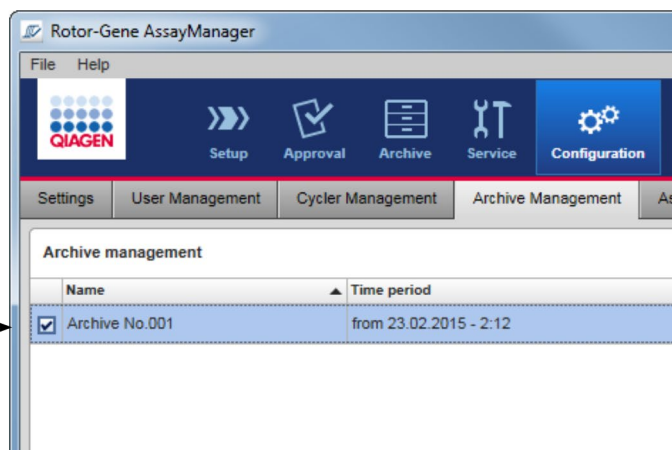 Rotor-Gene AssayManager
File Help
QIAGEN
Setup Approval Archive Service Configuration
Settings User Management Cycler Management Archive Management As
Archive management
Name Time period
Archive No.001 from 23.02.2015 - 2:12